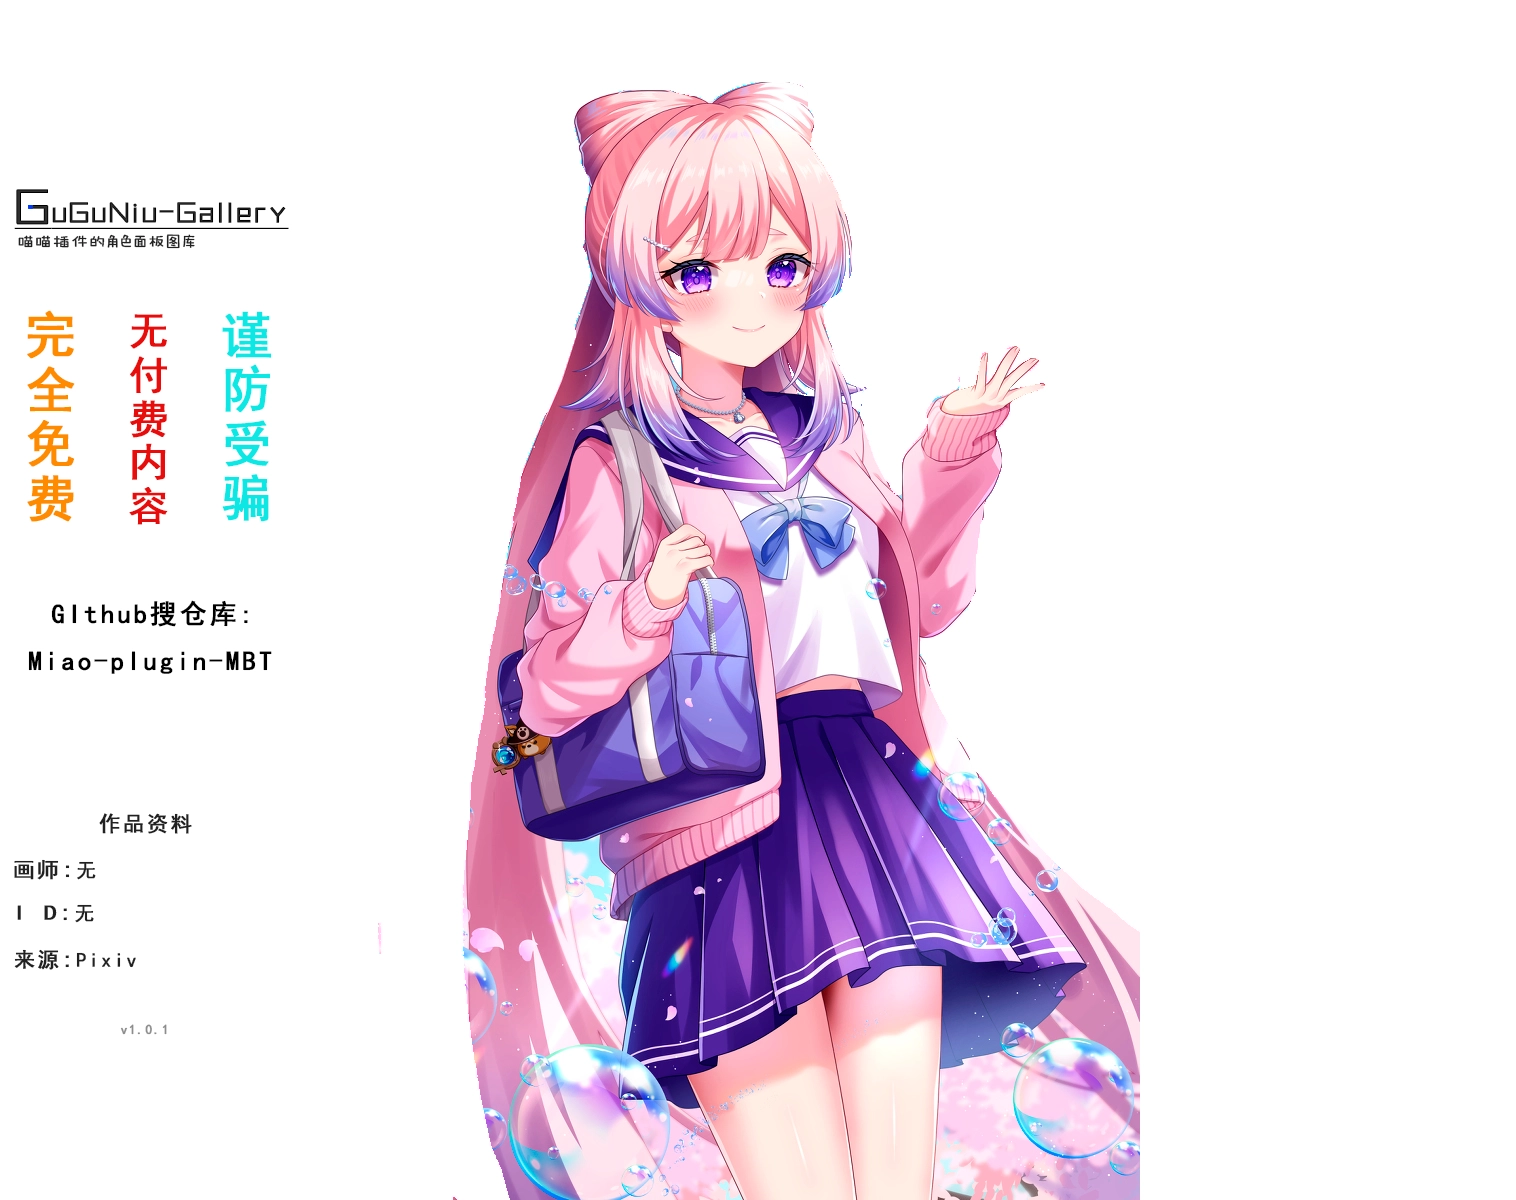 GuGuNiu-Gallery
喵喵插件的角色面板图库
完全免费
无付费内容
谨防受骗
GIthub搜仓库:
Miao-plugin-MBT
作品资料
画师:无
I D:无
来源:Pixiv
v1.0.1